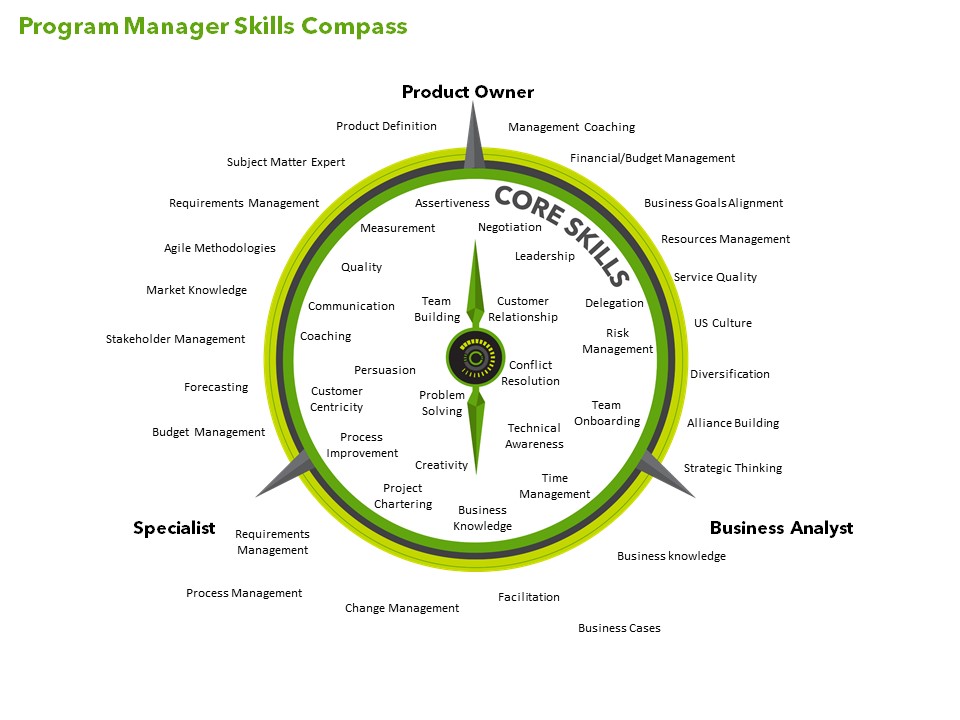 Program Manager Skills Compass
Product Owner
Product Definition
Management Coaching
Subject Matter Expert
Financial/Budget Management
Requirements Management
Assertiveness
CORE SKILLS
Business Goals Alignment
Measurement
Negotiation
Agile Methodologies
Leadership
Resources Management
Quality
Service Quality
Market Knowledge
Communication
Team
Building
Customer
Relationship
Delegation
US Culture
Stakeholder Management
Coaching
Risk
Management
Persuasion
Conflict
Resolution
Diversification
Forecasting
Customer
Centricity
Problem
Solving
Team
Onboarding
Alliance Building
Budget Management
Process
Improvement
Technical
Awareness
Creativity
Strategic Thinking
Project
Chartering
Time
Management
Business
Knowledge
Specialist
Business Analyst
Requirements
Management
Business knowledge
Process Management
Change Management
Facilitation
Business Cases